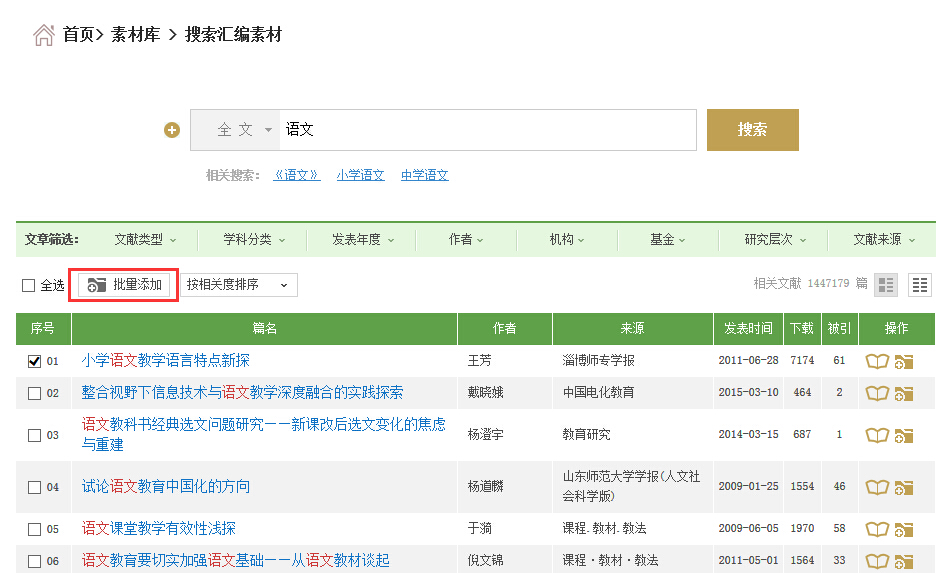 首页> 素材库 > 搜索汇编素材
全 文 语文 搜索
相关搜索: 《语文》 小学语文 中学语文
文章筛选: 文献类型 学科分类 发表年度 作者 机构 基金 研究层次 文献来源
全选 批量添加 按相关度排序 相关文献 1447179 篇
序号 篇名 作者 来源 发表时间 下载 被引 操作
01 小学语文教学语言特点新探 王芳 淄博师专学报 2011-06-28 7174 61
02 整合视野下信息技术与语文教学深度融合的实践探索 戴晓娥 中国电化教育 2015-03-10 464 2
03 语文教科书经典选文问题研究——新课改后选文变化的焦虑
与重建 杨澄宇 教育研究 2014-03-15 687 1
04 试论语文教育中国化的方向 杨道麟 山东师范大学学报(人文社
会科学版) 2009-01-25 1554 46
05 语文课堂教学有效性浅探 于漪 课程.教材.教法 2009-06-05 1970 58
06 语文教育要切实加强语文基础——从语文教材谈起 倪文锦 课程·教材·教法 2011-05-01 1564 33